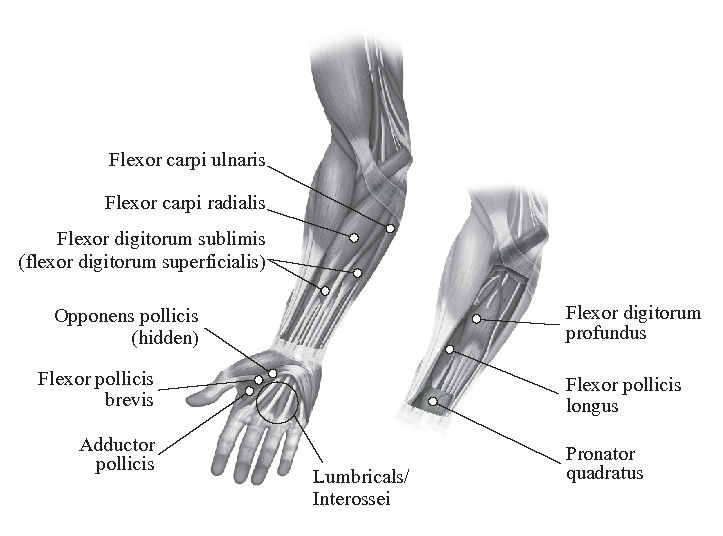 Flexor carpi ulnaris
Flexor carpi radialis
Flexor digitorum sublimis
(flexor digitorum superficialis)
Opponens pollicis
(hidden)
Flexor pollicis
brevis
Adductor
pollicis
Lumbricals/
Interossei
Flexor digitorum
profundus
Flexor pollicis
longus
Pronator
quadratus